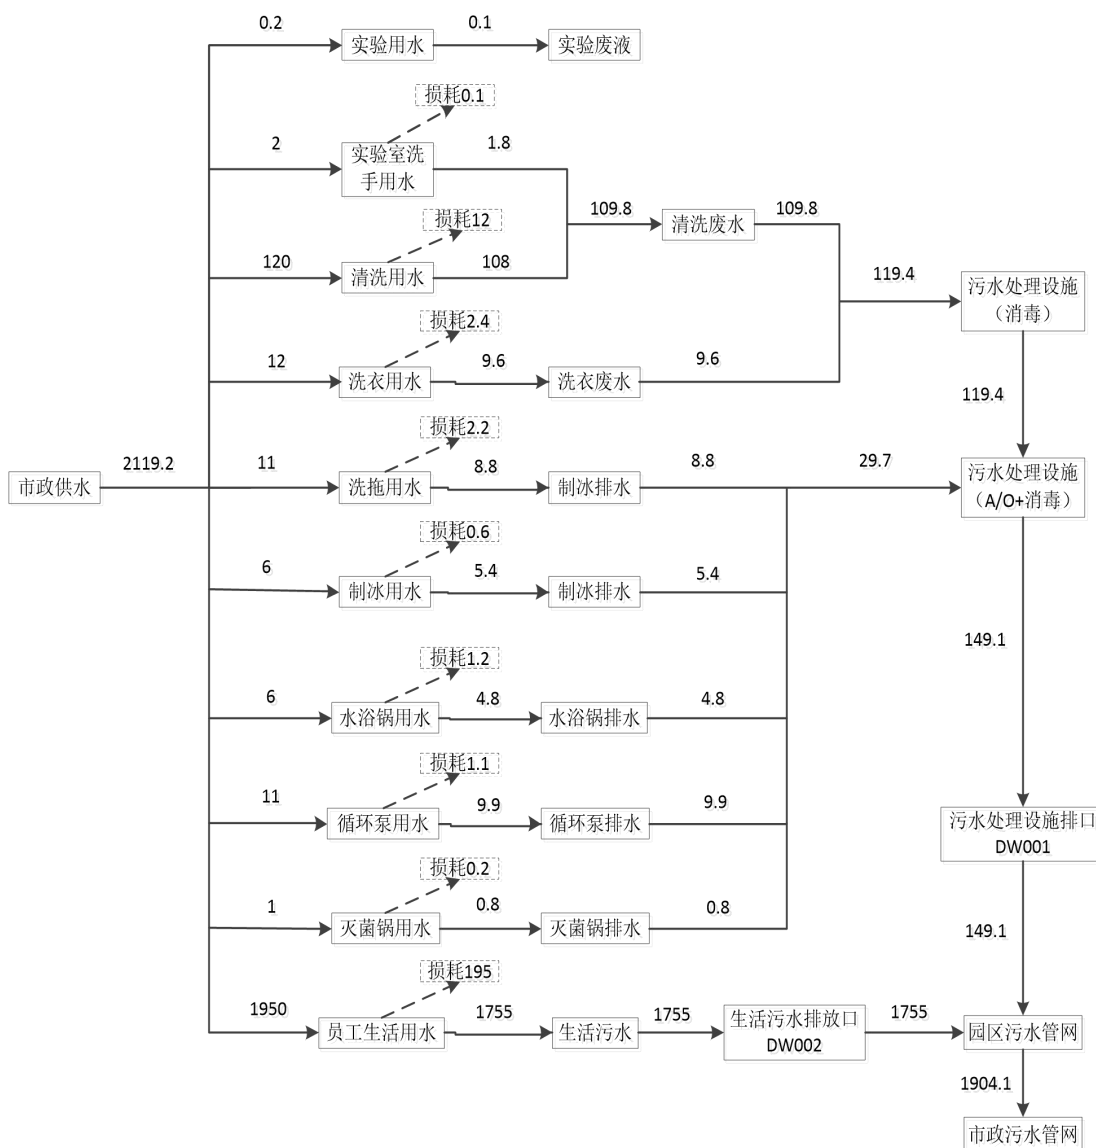 0.2
实验用水
0.1
实验废液
损耗0.1
2
实验室洗
手用水
1.8
损耗12
120
清洗用水
108
109.8
清洗废水
109.8
119.4
污水处理设施
（消毒）
损耗2.4
12
洗衣用水
9.6
洗衣废水
9.6
119.4
市政供水
2119.2
损耗2.2
11
洗拖用水
8.8
制冰排水
8.8
29.7
污水处理设施
（A/O+消毒）
损耗0.6
6
制冰用水
5.4
制冰排水
5.4
149.1
损耗1.2
6
水浴锅用水
4.8
水浴锅排水
4.8
损耗1.1
11
循环泵用水
9.9
循环泵排水
9.9
污水处理设施排口
DW001
损耗0.2
1
灭菌锅用水
0.8
灭菌锅排水
0.8
149.1
损耗195
1950
员工生活用水
1755
生活污水
1755
生活污水排放口
DW002
1755
园区污水管网
1904.1
市政污水管网